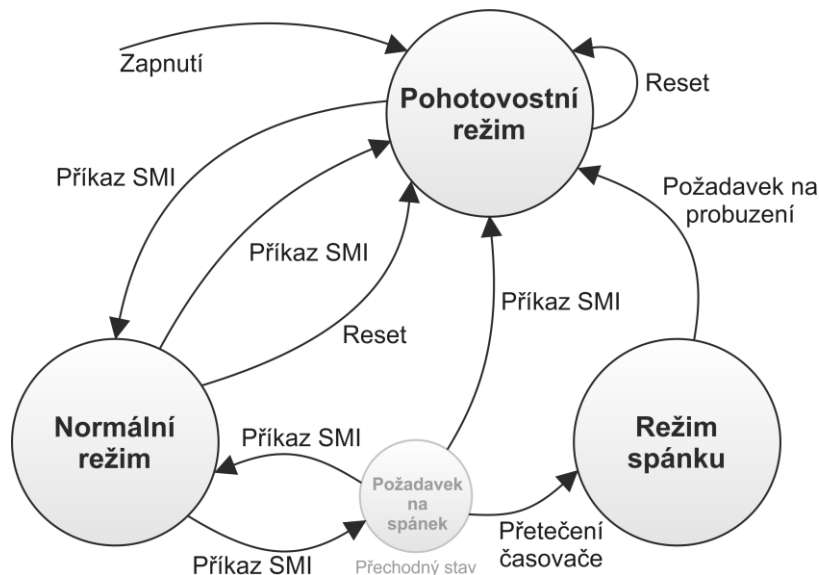 Zapnutí
Pohotovostní
režim
Reset
Příkaz SMI
Požadavek na
probuzení
Příkaz SMI
Příkaz SMI
Reset
Normální
režim
Příkaz SMI
Požadavek
na
spánek
Režim
spánku
Příkaz SMI
Přechodný stav
Přetečení
časovače